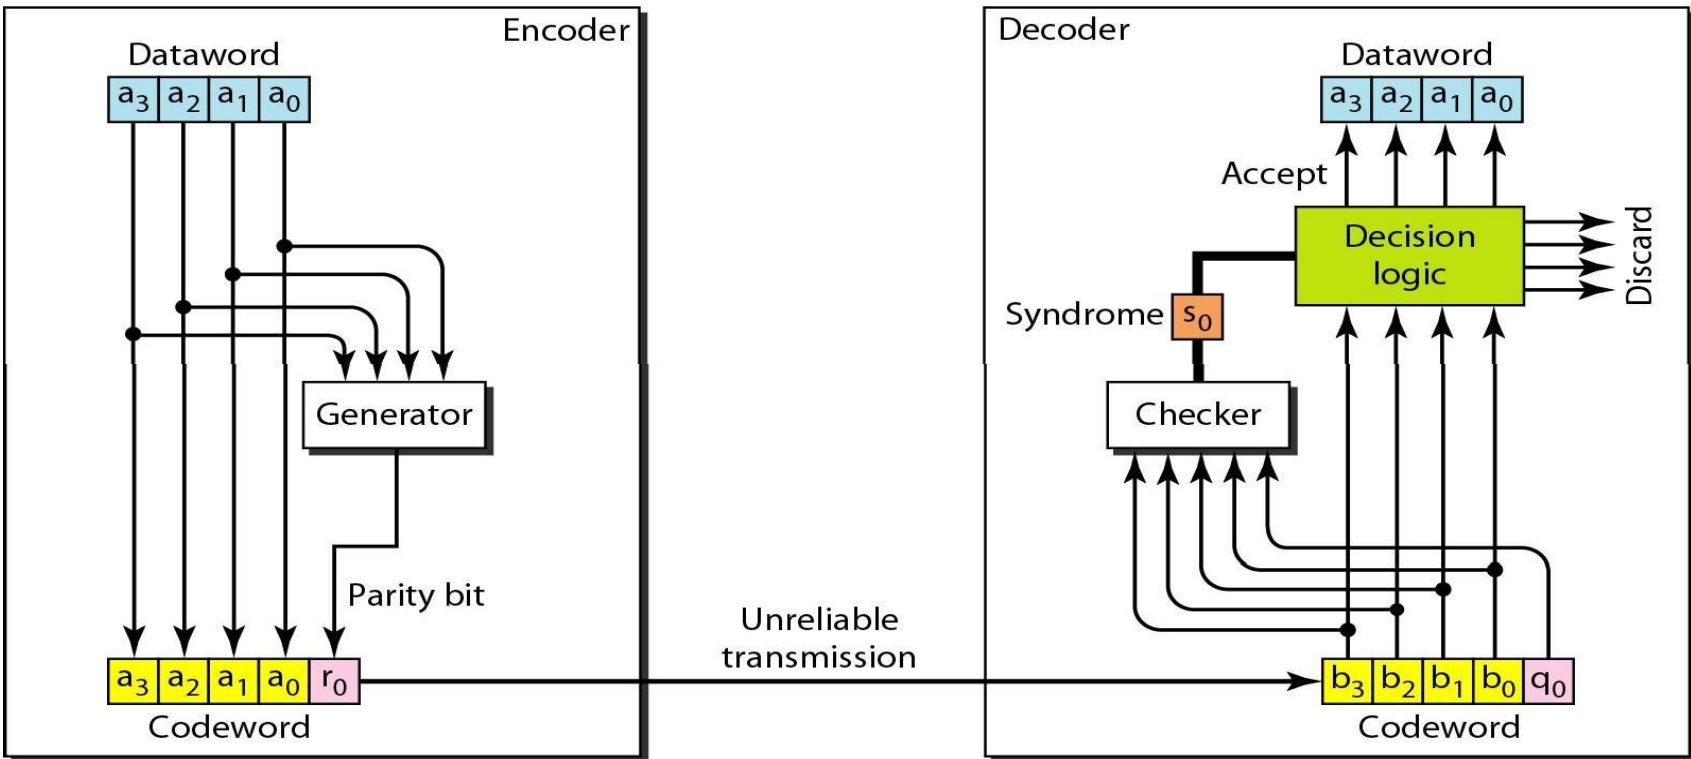 Encoder
Dataword
a3 a2 a1 a0
Generator
Parity bit
a3 a2 a1 a0 r0
Codeword
Unreliable
transmission
Decoder
Dataword
a3 a2 a1 a0
Accept
Decision
logic
Discard
Syndrome
s0
Checker
b3 b2 b1 b0 q0
Codeword